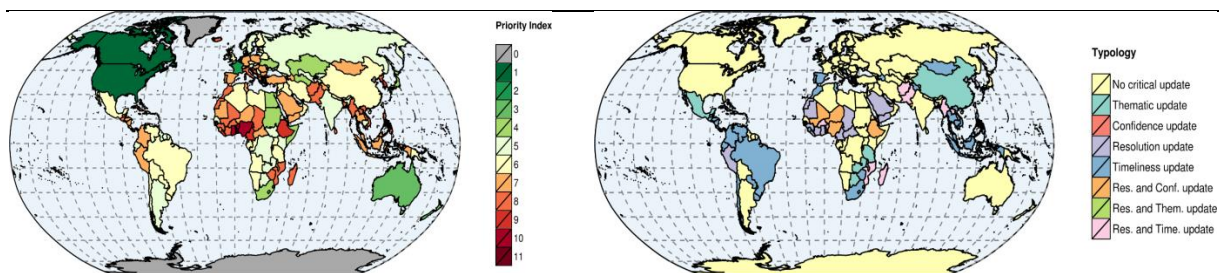 Priority Index
0
1
2
3
4
5
6
7
8
9
10
11
Typology
No critical update
Thematic update
Confidence update
Resolution update
Timeliness update
Res. and Conf. update
Res. and Them. update
Res. and Time. update